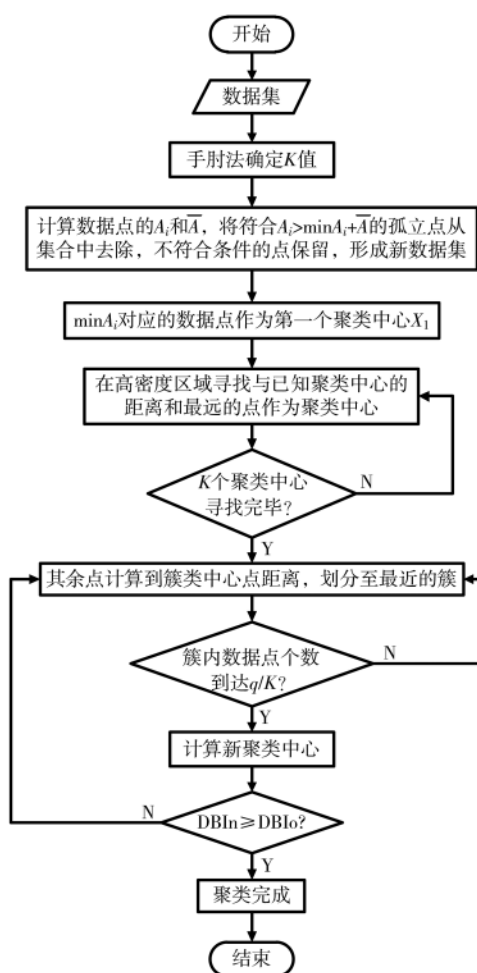 开始
数据集
手肘法确定K值
计算数据点的Aᵢ和A̅，将符合Aᵢ>minAᵢ+A̅的孤立点从
集合中去除，不符合条件的点保留，形成新数据集
minAᵢ对应的数据点作为第一个聚类中心X₁
在高密度区域寻找与已知聚类中心的
距离和最远的点作为聚类中心
K个聚类中心
寻找完毕？
N
Y
其余点计算到簇类中心点距离，划分至最近的簇
簇内数据点个数
到达q/K？
N
Y
计算新聚类中心
DBIn≥DBIo?
N
Y
聚类完成
结束